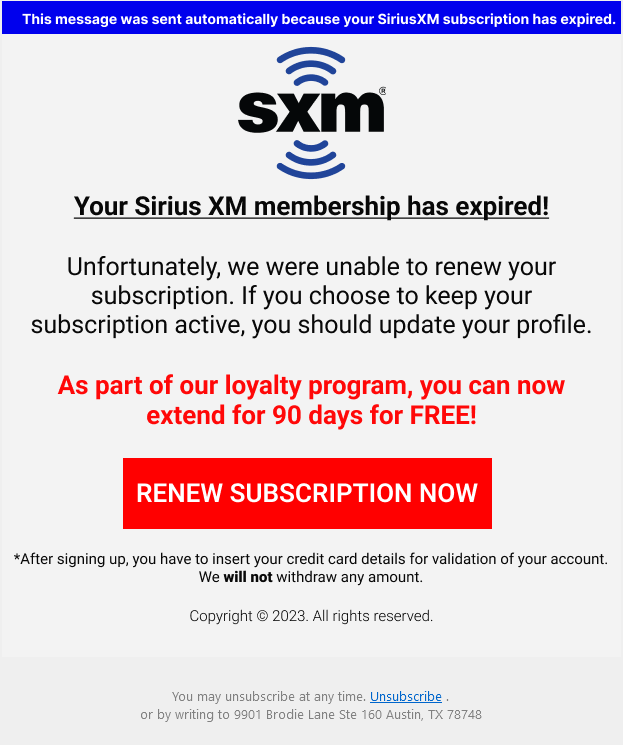 This message was sent automatically because your SiriusXM subscription has expired.
sxm®
Your Sirius XM membership has expired!
Unfortunately, we were unable to renew your
subscription. If you choose to keep your
subscription active, you should update your profile.
As part of our loyalty program, you can now
extend for 90 days for FREE!
RENEW SUBSCRIPTION NOW
*After signing up, you have to insert your credit card details for validation of your account.
We will not withdraw any amount.
Copyright © 2023. All rights reserved.
You may unsubscribe at any time. Unsubscribe .
or by writing to 9901 Brodie Lane Ste 160 Austin, TX 78748